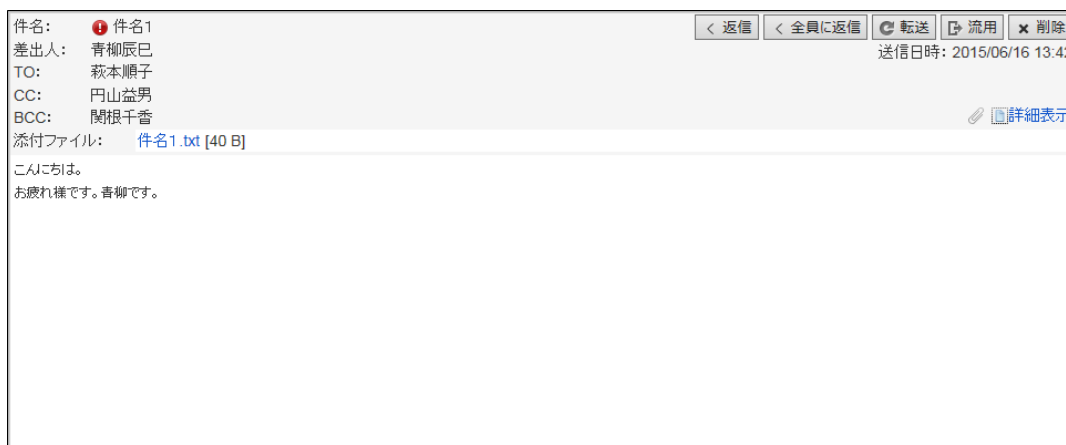 件名: 件名1 < 返信 < 全員に返信 転送 流用 × 削除
差出人: 青柳辰巳 送信日時: 2015/06/16 13:42
TO: 萩本順子
CC: 円山益男
BCC: 関根千香 詳細表示
添付ファイル: 件名1.txt [40 B]
こんにちは。
お疲れ様です。青柳です。